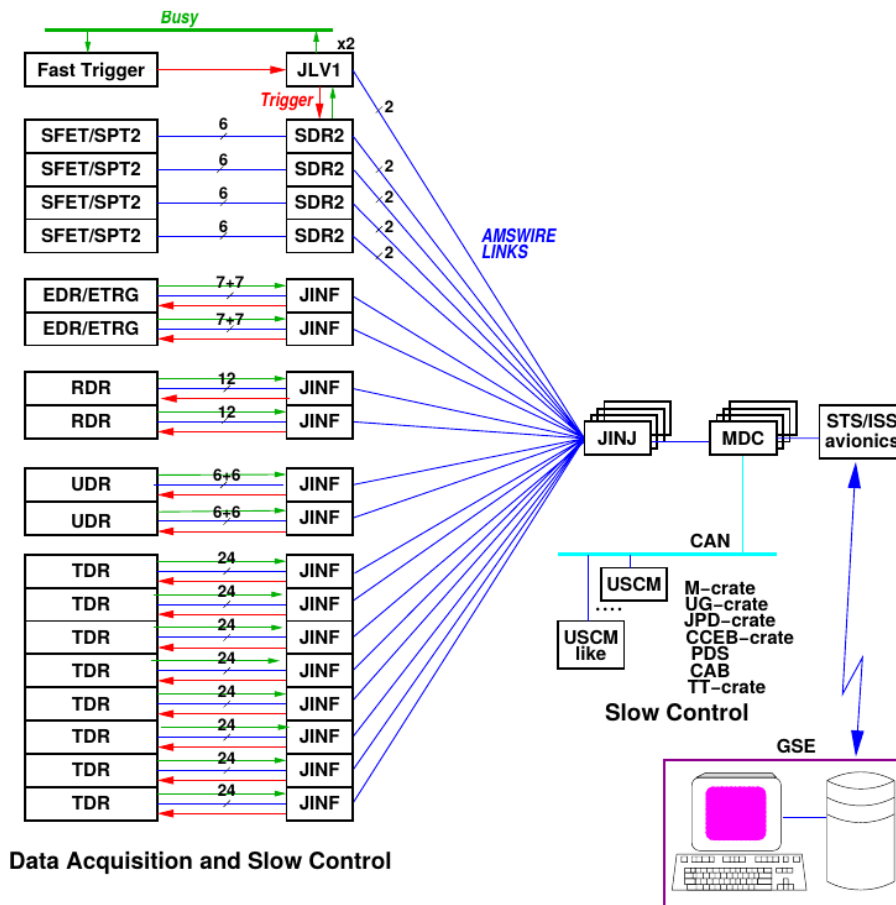 Busy
x2
Fast Trigger
JLV1
Trigger
2
SFET/SPT2
6
SDR2
SFET/SPT2
6
SDR2
2
SFET/SPT2
6
SDR2
2
SFET/SPT2
6
SDR2
2
2
AMSWIRE
LINKS
EDR/ETRG
7+7
JINF
EDR/ETRG
7+7
JINF
RDR
12
JINF
RDR
12
JINF
JINJ
MDC
STS/ISS
avionics
UDR
6+6
JINF
UDR
6+6
JINF
TDR
24
JINF
TDR
24
JINF
TDR
24
JINF
TDR
24
JINF
TDR
24
JINF
TDR
24
JINF
TDR
24
JINF
TDR
24
JINF
CAN
USCM
....
USCM
like
M−crate
UG−crate
JPD−crate
CCEB−crate
PDS
CAB
TT−crate
Slow Control
GSE
Data Acquisition and Slow Control